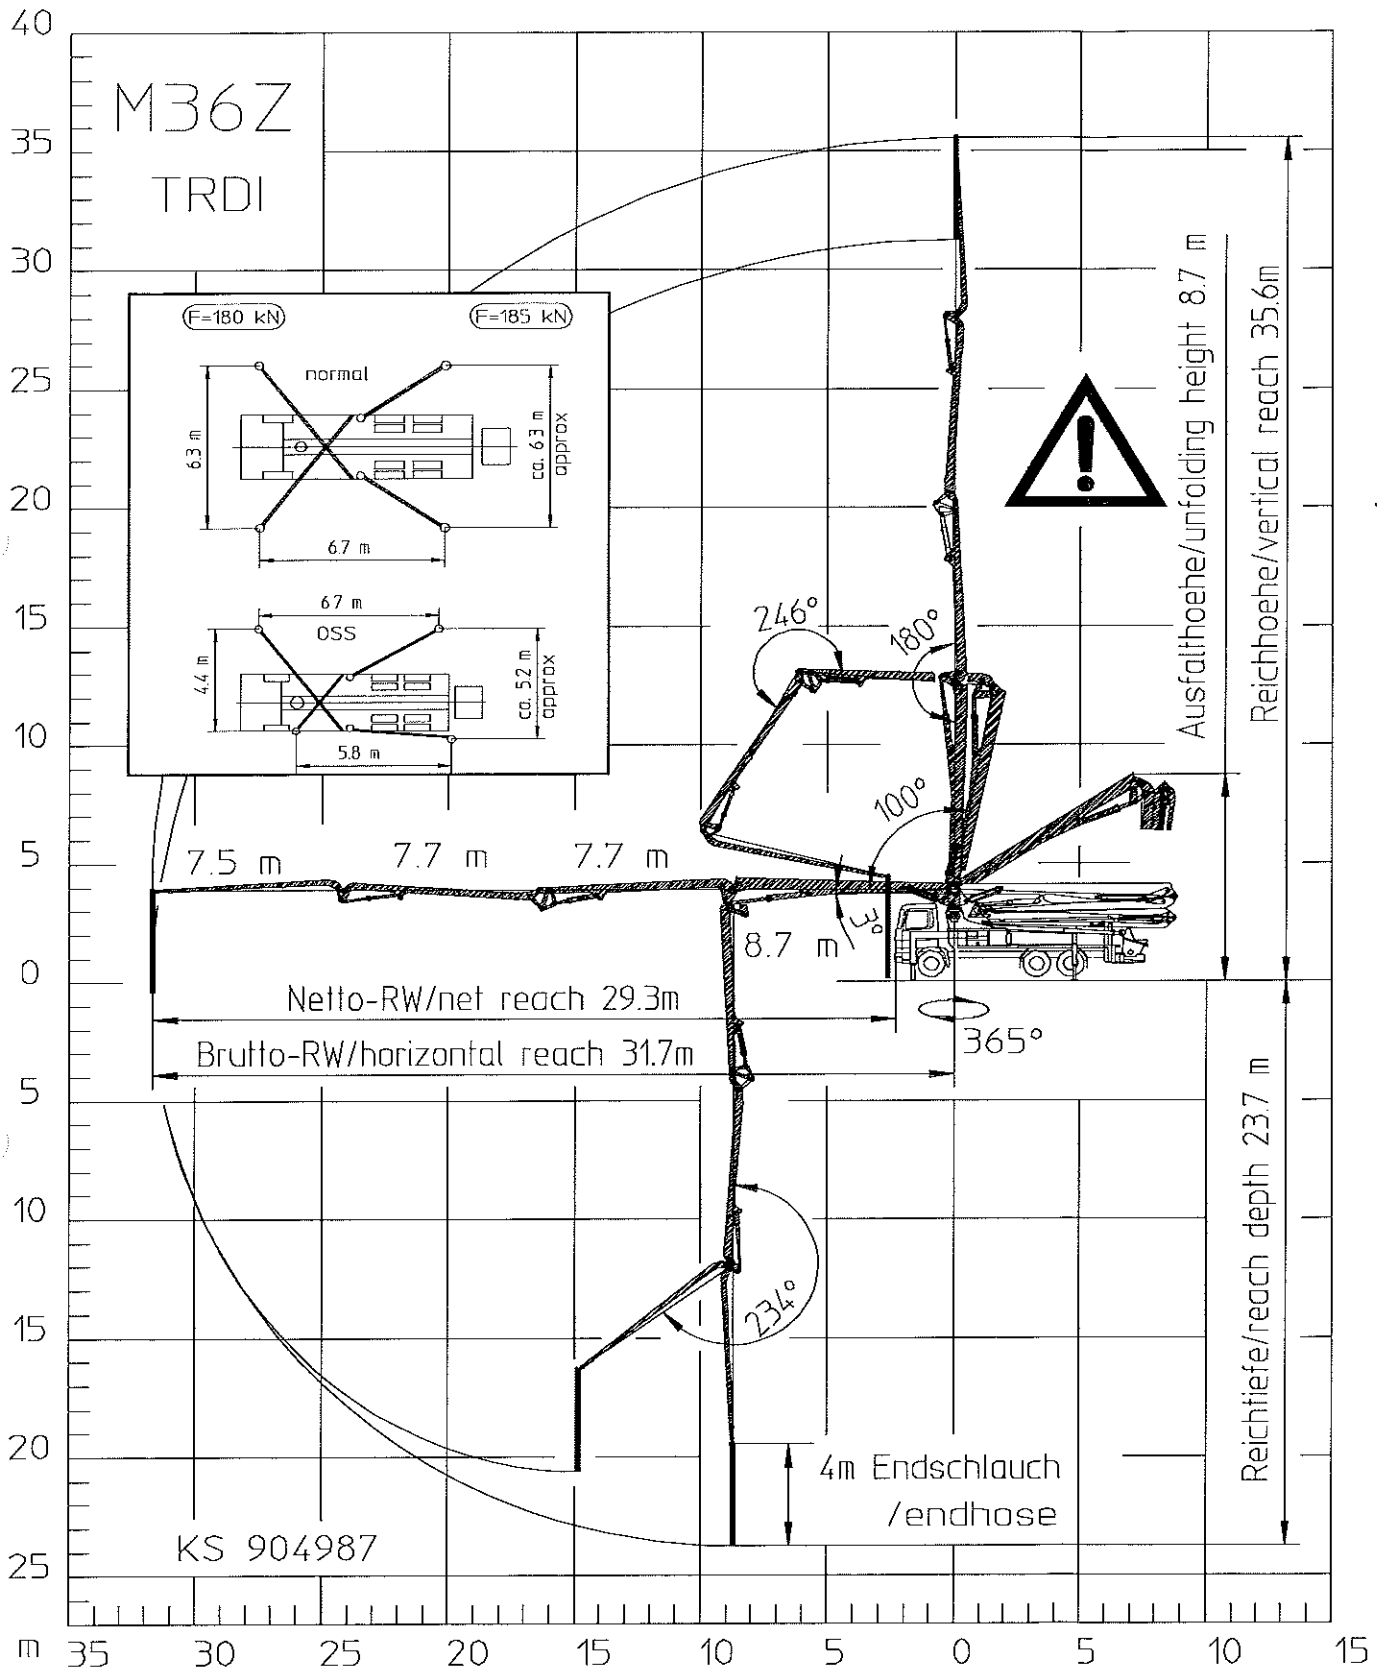 40
M36Z
35
TRDI
30
F=180 kN
F=185 kN
normal
25
6.3 m
ca. 6.3 m
approx
20
6.7 m
15
67 m
OSS
4.4 m
ca. 5.2 m
approx
10
5.8 m
246°
180°
100°
Ausfalthoehe/unfolding height 8.7 m
Reichhoehe/vertical reach 35.6m
5
7.5 m
7.7 m
7.7 m
3°
8.7 m
0
Netto-RW/net reach 29.3m
365°
Brutto-RW/horizontal reach 31.7m
5
10
234°
15
Reichtiefe/reach depth 23.7 m
20
4m Endschlauch
/endhose
KS 904987
25
m 35 30 25 20 15 10 5 0 5 10 15